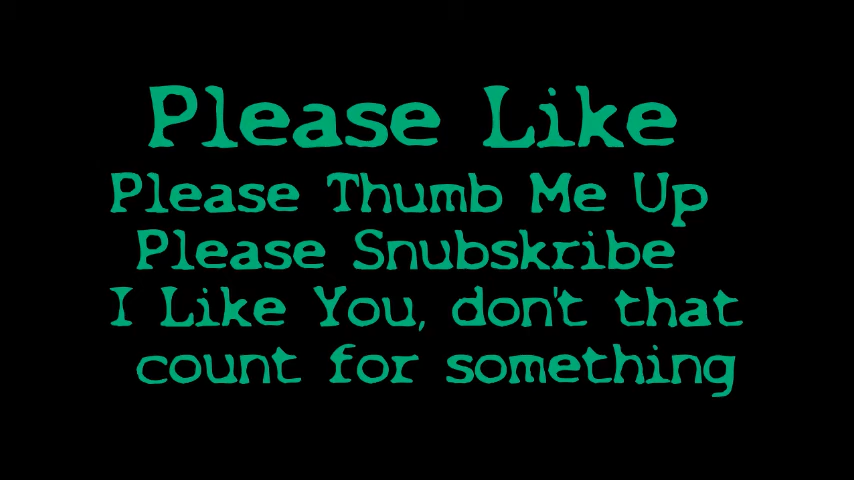 Please Like
Please Thumb Me Up
Please Snubskribe
I Like You, don't that
count for something